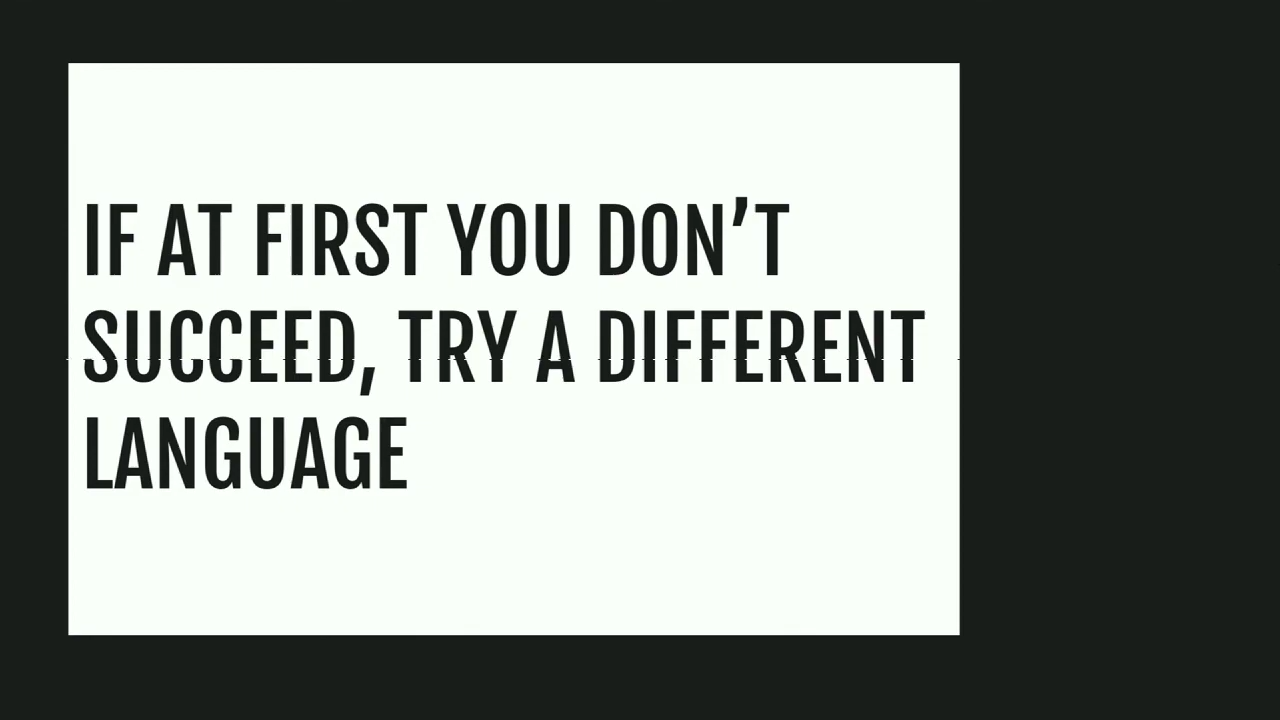 IF AT FIRST YOU DON’T
SUCCEED, TRY A DIFFERENT
LANGUAGE